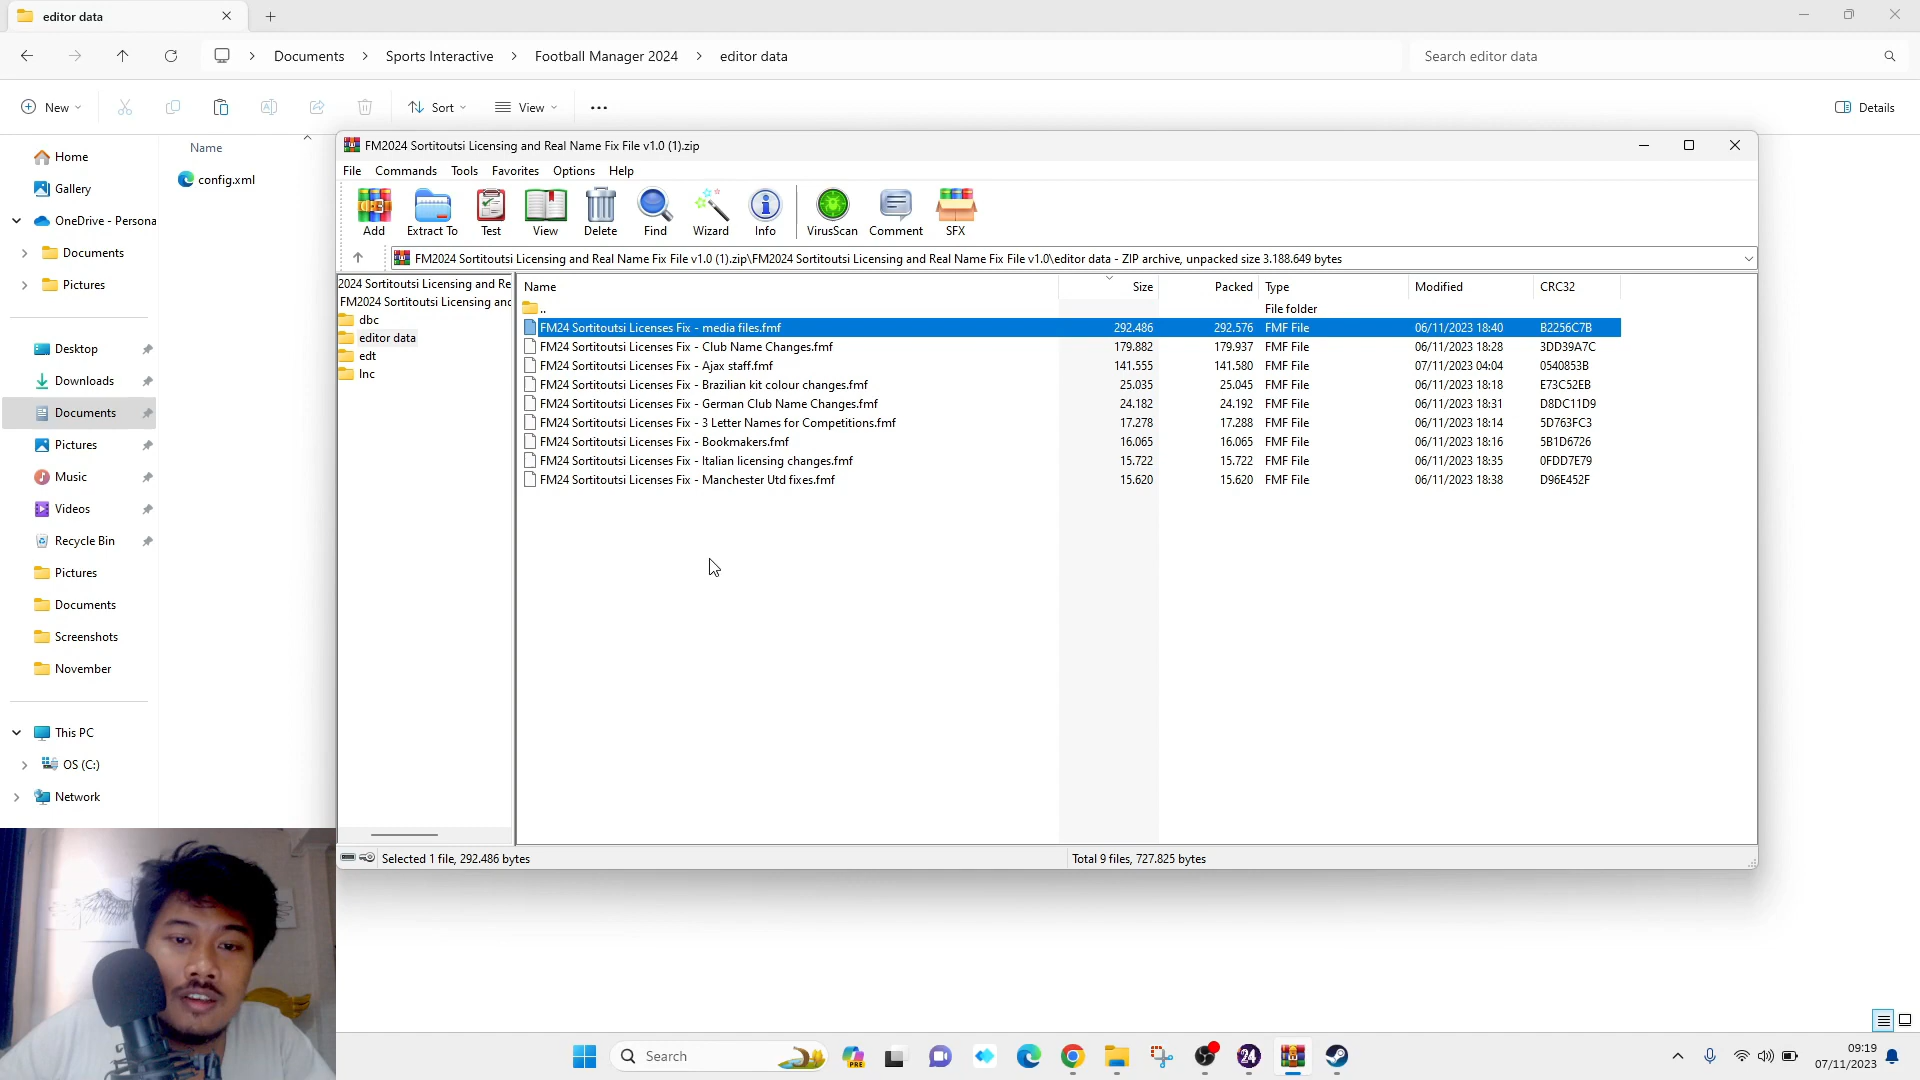 editor data
Documents > Sports Interactive > Football Manager 2024 > editor data
Search editor data
New
Sort
View
Details
Name
config.xml
Home
Gallery
OneDrive - Persona
Documents
Pictures
Desktop
Downloads
Documents
Pictures
Music
Videos
Recycle Bin
Pictures
Documents
Screenshots
November
This PC
OS (C:)
Network
FM2024 Sortitoutsi Licensing and Real Name Fix File v1.0 (1).zip
File Commands Tools Favorites Options Help
Add Extract To Test View Delete Find Wizard Info VirusScan Comment SFX
FM2024 Sortitoutsi Licensing and Real Name Fix File v1.0 (1).zip\FM2024 Sortitoutsi Licensing and Real Name Fix File v1.0\editor data - ZIP archive, unpacked size 3.188.649 bytes
2024 Sortitoutsi Licensing and Re
FM2024 Sortitoutsi Licensing and
dbc
editor data
edt
lnc
Name Size Packed Type Modified CRC32
.. File folder
FM24 Sortitoutsi Licenses Fix - media files.fmf 292.486 292.576 FMF File 06/11/2023 18:40 B2256C7B
FM24 Sortitoutsi Licenses Fix - Club Name Changes.fmf 179.882 179.937 FMF File 06/11/2023 18:28 3DD39A7C
FM24 Sortitoutsi Licenses Fix - Ajax staff.fmf 141.555 141.580 FMF File 07/11/2023 04:04 0540853B
FM24 Sortitoutsi Licenses Fix - Brazilian kit colour changes.fmf 25.035 25.045 FMF File 06/11/2023 18:18 E73C52EB
FM24 Sortitoutsi Licenses Fix - German Club Name Changes.fmf 24.182 24.192 FMF File 06/11/2023 18:31 D8DC11D9
FM24 Sortitoutsi Licenses Fix - 3 Letter Names for Competitions.fmf 17.278 17.288 FMF File 06/11/2023 18:14 5D763FC3
FM24 Sortitoutsi Licenses Fix - Bookmakers.fmf 16.065 16.065 FMF File 06/11/2023 18:16 5B1D6726
FM24 Sortitoutsi Licenses Fix - Italian licensing changes.fmf 15.722 15.722 FMF File 06/11/2023 18:35 0FDD7E79
FM24 Sortitoutsi Licenses Fix - Manchester Utd fixes.fmf 15.620 15.620 FMF File 06/11/2023 18:38 D96E452F
Selected 1 file, 292.486 bytes
Total 9 files, 727.825 bytes
Search
PRE
24
09:19
07/11/2023